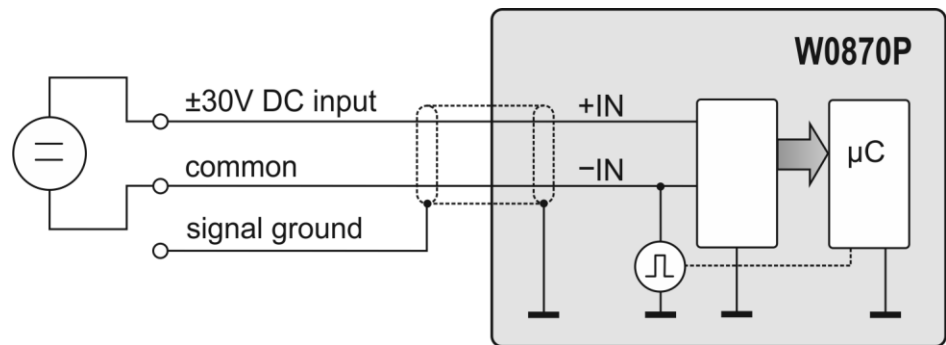 W0870P
±30V DC input
+IN
µC
common
−IN
signal ground